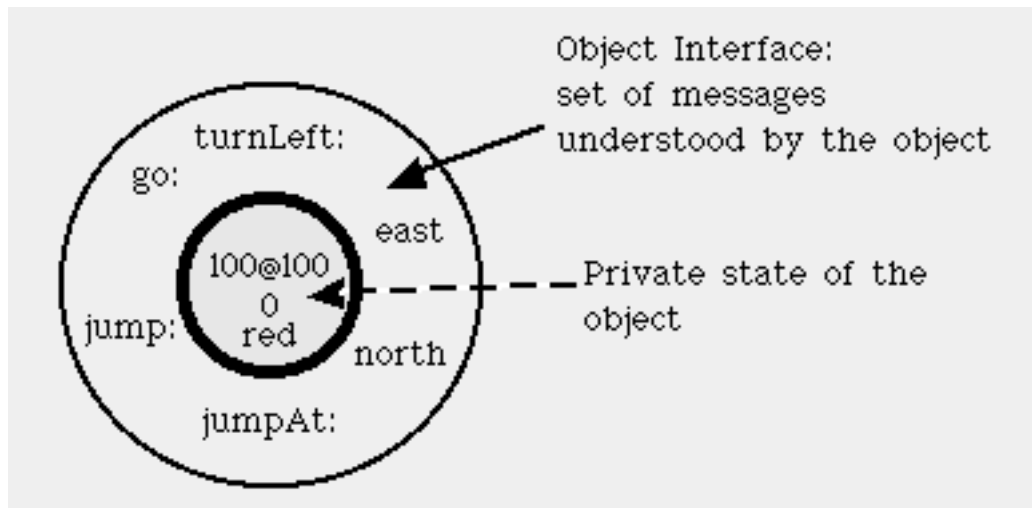 Object Interface:
set of messages
understood by the object
turnLeft:
go:
east
100@100
0
red
Private state of the
object
jump:
north
jumpAt: